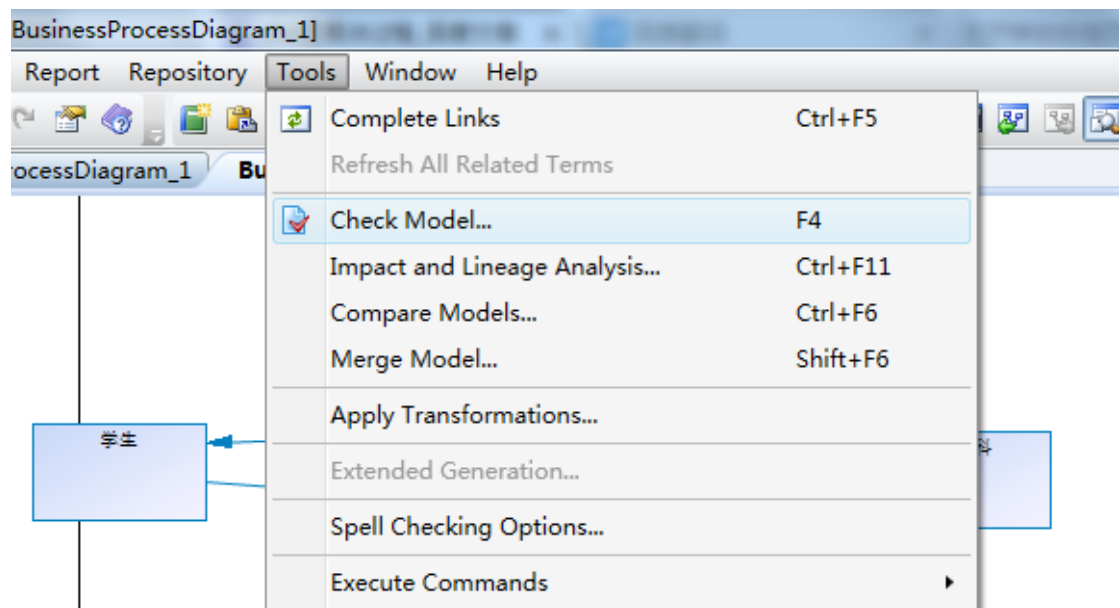 BusinessProcessDiagram_1]
Report Repository Tools Window Help
Complete Links Ctrl+F5
rocessDiagram_1 Bu
Refresh All Related Terms
Check Model... F4
Impact and Lineage Analysis... Ctrl+F11
Compare Models... Ctrl+F6
Merge Model... Shift+F6
Apply Transformations...
学生
科
Extended Generation...
Spell Checking Options...
Execute Commands